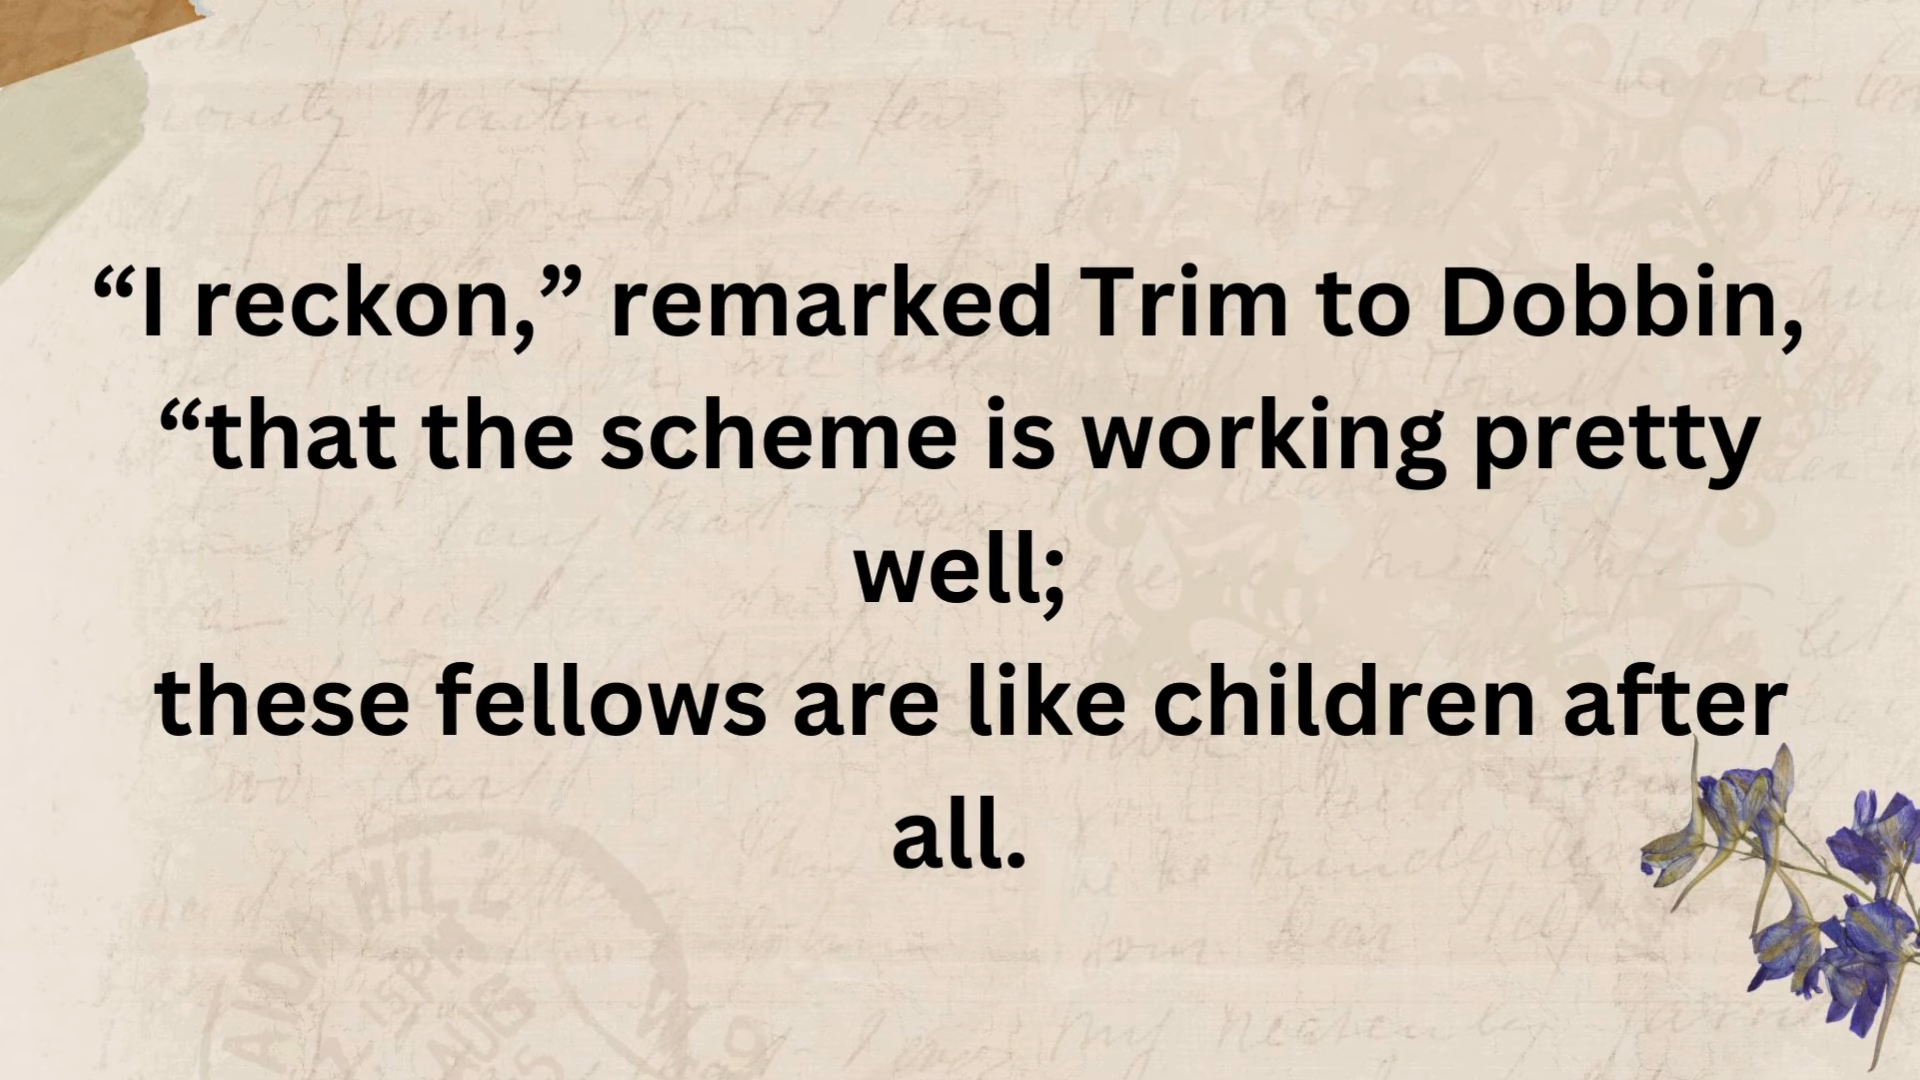 “I reckon,” remarked Trim to Dobbin,
“that the scheme is working pretty
well;
these fellows are like children after
all.